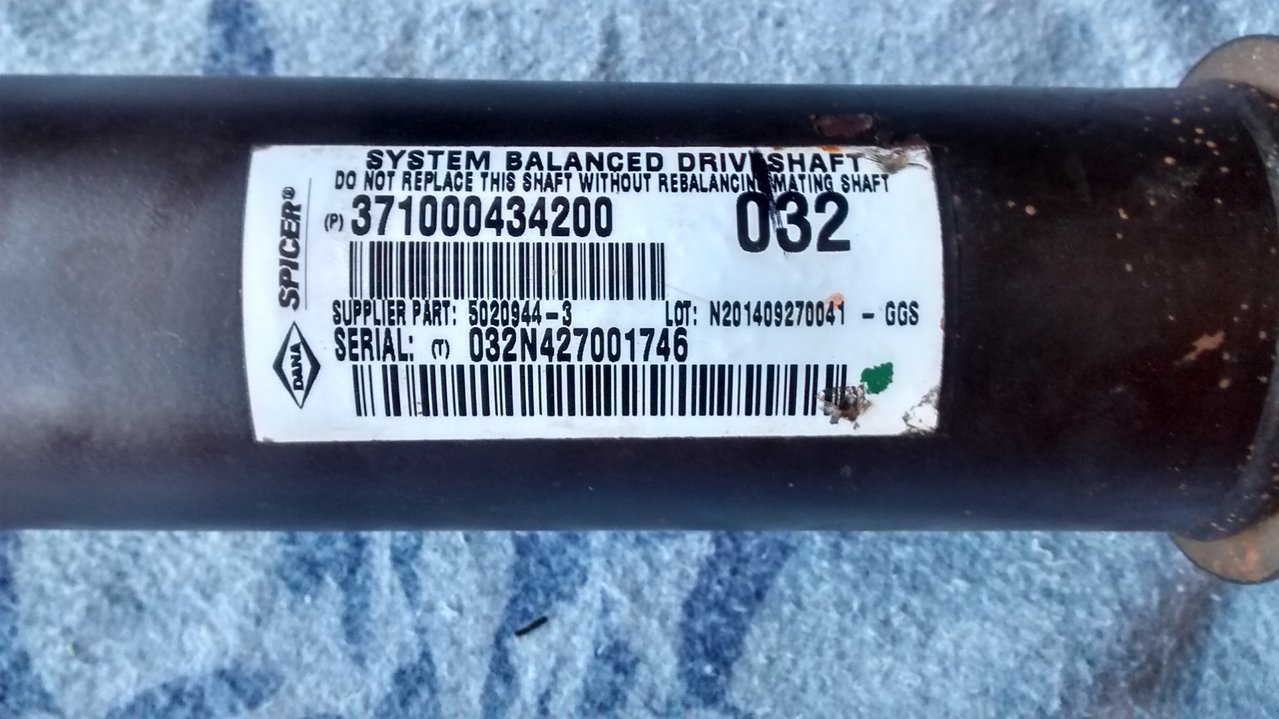 SYSTEM BALANCED DRIVESHAFT
DO NOT REPLACE THIS SHAFT WITHOUT REBALANCING MATING SHAFT
(P) 371000434200
032
SUPPLIER PART: 5020944-3 LOT: N201409270041 - GGS
SERIAL: (T) 032N427001746
SPICER®
DANA